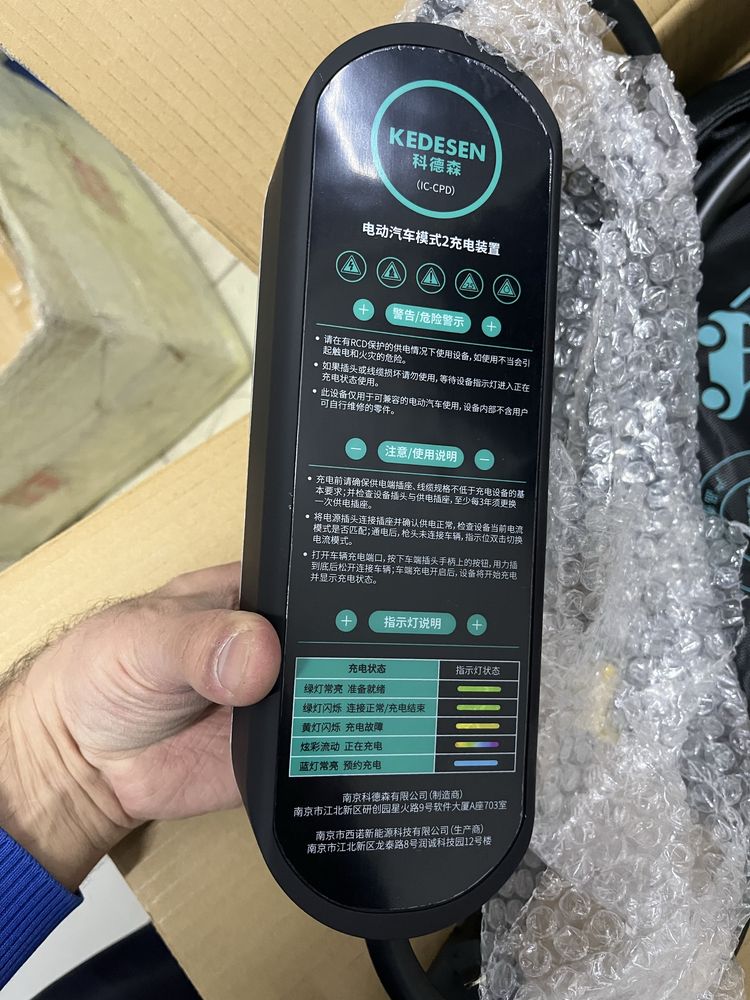 KEDESEN
科德森
(IC-CPD)
电动汽车模式2充电装置
警告/危险警示
• 请在有RCD保护的供电情况下使用设备,如使用不当会引
起触电和火灾的危险。
• 如果插头或线缆损坏请勿使用,等待设备指示灯进入正在
充电状态使用。
• 此设备仅用于可兼容的电动汽车使用,设备内部不含用户
可自行维修的零件。
注意/使用说明
• 充电前请确保供电端插座、线缆规格不低于充电设备的基
本要求;并检查设备插头与供电插座,至少每3年须更换
一次供电插座。
• 将电源插头连接插座并确认供电正常,检查设备当前电流
模式是否匹配;通电后,枪头未连接车辆,指示位双击切换
电流模式。
• 打开车辆充电端口,按下车端插头手柄上的按钮,用力插
到底后松开连接车辆;车端充电开启后,设备将开始充电
并显示充电状态。
指示灯说明
充电状态 指示灯状态
绿灯常亮 准备就绪
绿灯闪烁 连接正常/充电结束
黄灯闪烁 充电故障
炫彩流动 正在充电
蓝灯常亮 预约充电
南京科德森有限公司(制造商)
南京市江北新区研创园星火路9号软件大厦A座703室
南京市西诺新能源科技有限公司(生产商)
南京市江北新区龙泰路8号润诚科技园12号楼